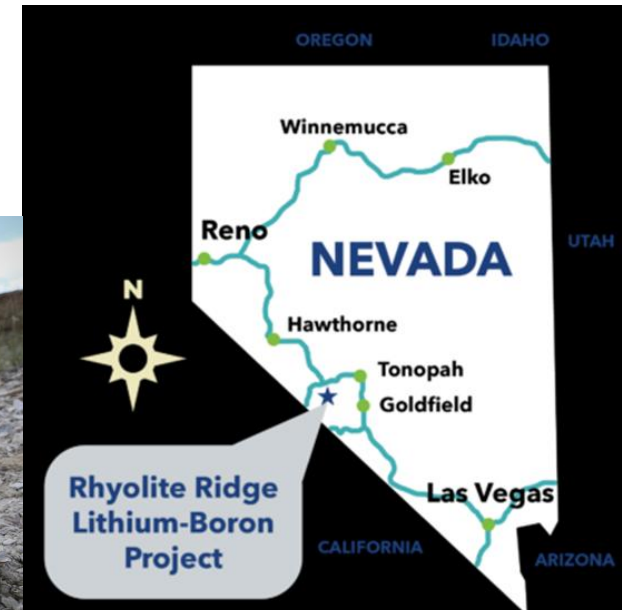 OREGON
IDAHO
Winnemucca
Elko
Reno
NEVADA
UTAH
N
Hawthorne
Tonopah
Goldfield
Rhyolite Ridge
Lithium-Boron
Project
Las Vegas
CALIFORNIA
ARIZONA